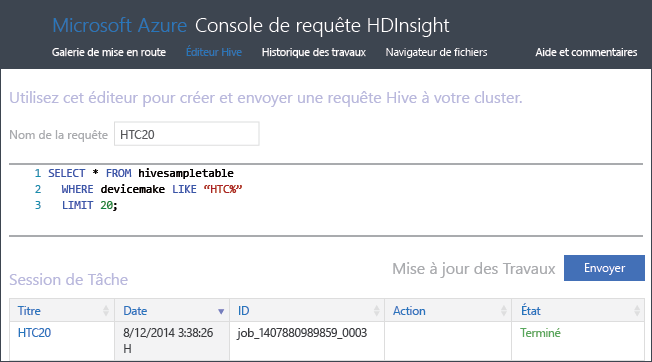 Microsoft Azure Console de requête HDInsight
Galerie de mise en route Éditeur Hive Historique des travaux Navigateur de fichiers Aide et commentaires
Utilisez cet éditeur pour créer et envoyer une requête Hive à votre cluster.
Nom de la requête HTC20
1 SELECT * FROM hivesampletable
2 WHERE devicemake LIKE “HTC%”
3 LIMIT 20;
Mise à jour des Travaux Envoyer
Session de Tâche
Titre Date ID Action État
HTC20 8/12/2014 3:38:26 job_1407880989859_0003 Terminé
H